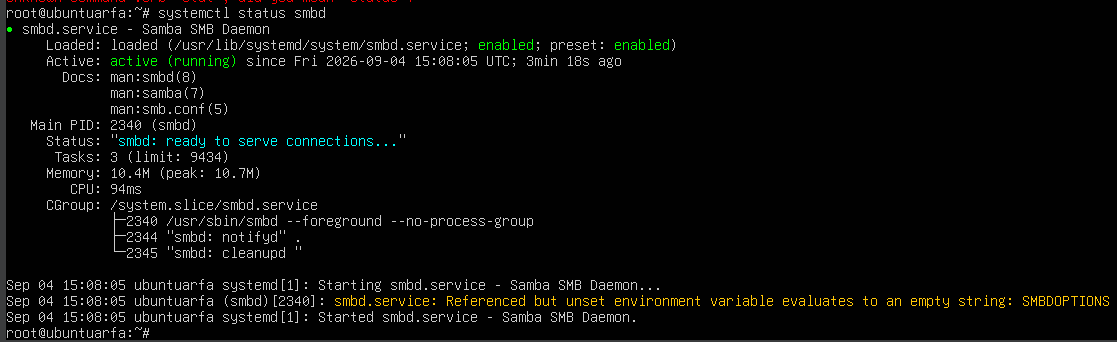 root@ubuntuarfa:~# systemctl status smbd
● smbd.service - Samba SMB Daemon
     Loaded: loaded (/usr/lib/systemd/system/smbd.service; enabled; preset: enabled)
     Active: active (running) since Fri 2026-09-04 15:08:05 UTC; 3min 18s ago
       Docs: man:smbd(8)
             man:samba(7)
             man:smb.conf(5)
   Main PID: 2340 (smbd)
     Status: "smbd: ready to serve connections..."
      Tasks: 3 (limit: 9434)
     Memory: 10.4M (peak: 10.7M)
        CPU: 94ms
     CGroup: /system.slice/smbd.service
             ├─2340 /usr/sbin/smbd --foreground --no-process-group
             ├─2344 "smbd: notifyd" .
             └─2345 "smbd: cleanupd "

Sep 04 15:08:05 ubuntuarfa systemd[1]: Starting smbd.service - Samba SMB Daemon...
Sep 04 15:08:05 ubuntuarfa (smbd)[2340]: smbd.service: Referenced but unset environment variable evaluates to an empty string: SMBDOPTIONS
Sep 04 15:08:05 ubuntuarfa systemd[1]: Started smbd.service - Samba SMB Daemon.
root@ubuntuarfa:~#